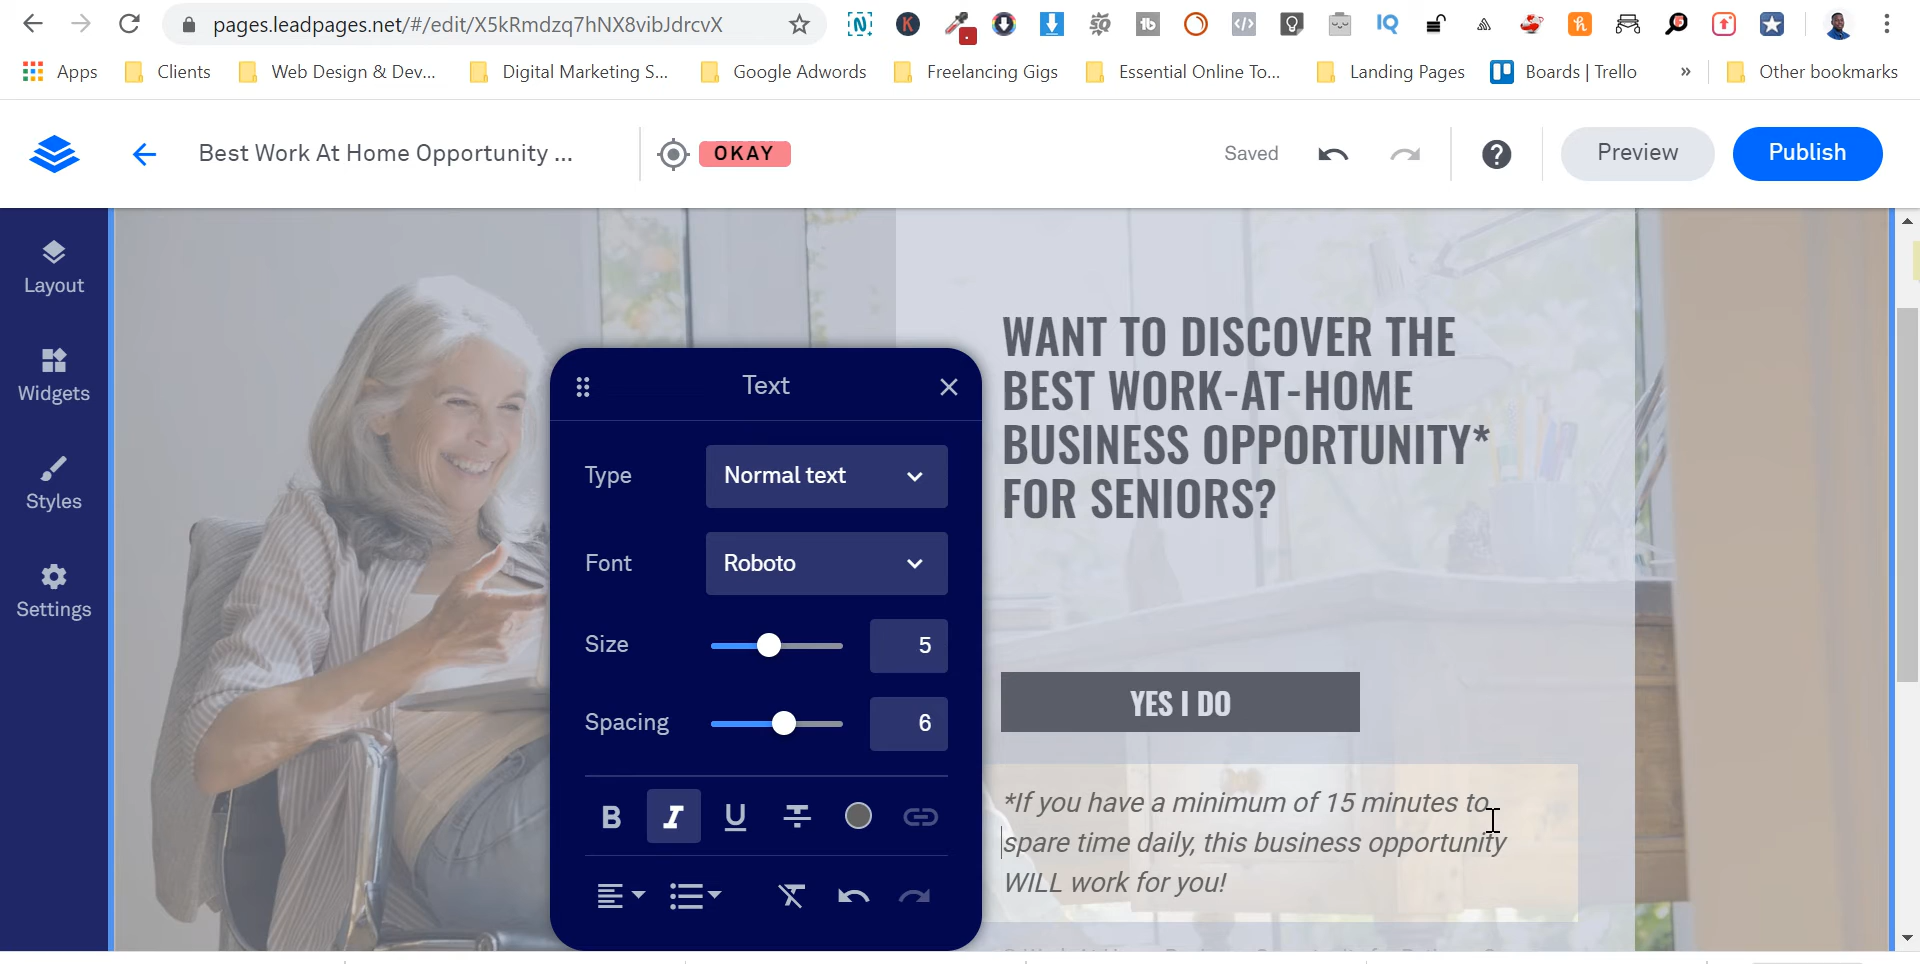 pages.leadpages.net/#/edit/X5kRmdzq7hNX8vibJdrcvX
Apps
Clients
Web Design & Dev...
Digital Marketing S...
Google Adwords
Freelancing Gigs
Essential Online To...
Landing Pages
Boards | Trello
»
Other bookmarks
Best Work At Home Opportunity ...
OKAY
Saved
Preview
Publish
Layout
Widgets
Styles
Settings
Text
Type
Normal text
Font
Roboto
Size
5
Spacing
6
B
I
U
WANT TO DISCOVER THE
BEST WORK-AT-HOME
BUSINESS OPPORTUNITY*
FOR SENIORS?
YES I DO
*If you have a minimum of 15 minutes to
spare time daily, this business opportunity
WILL work for you!